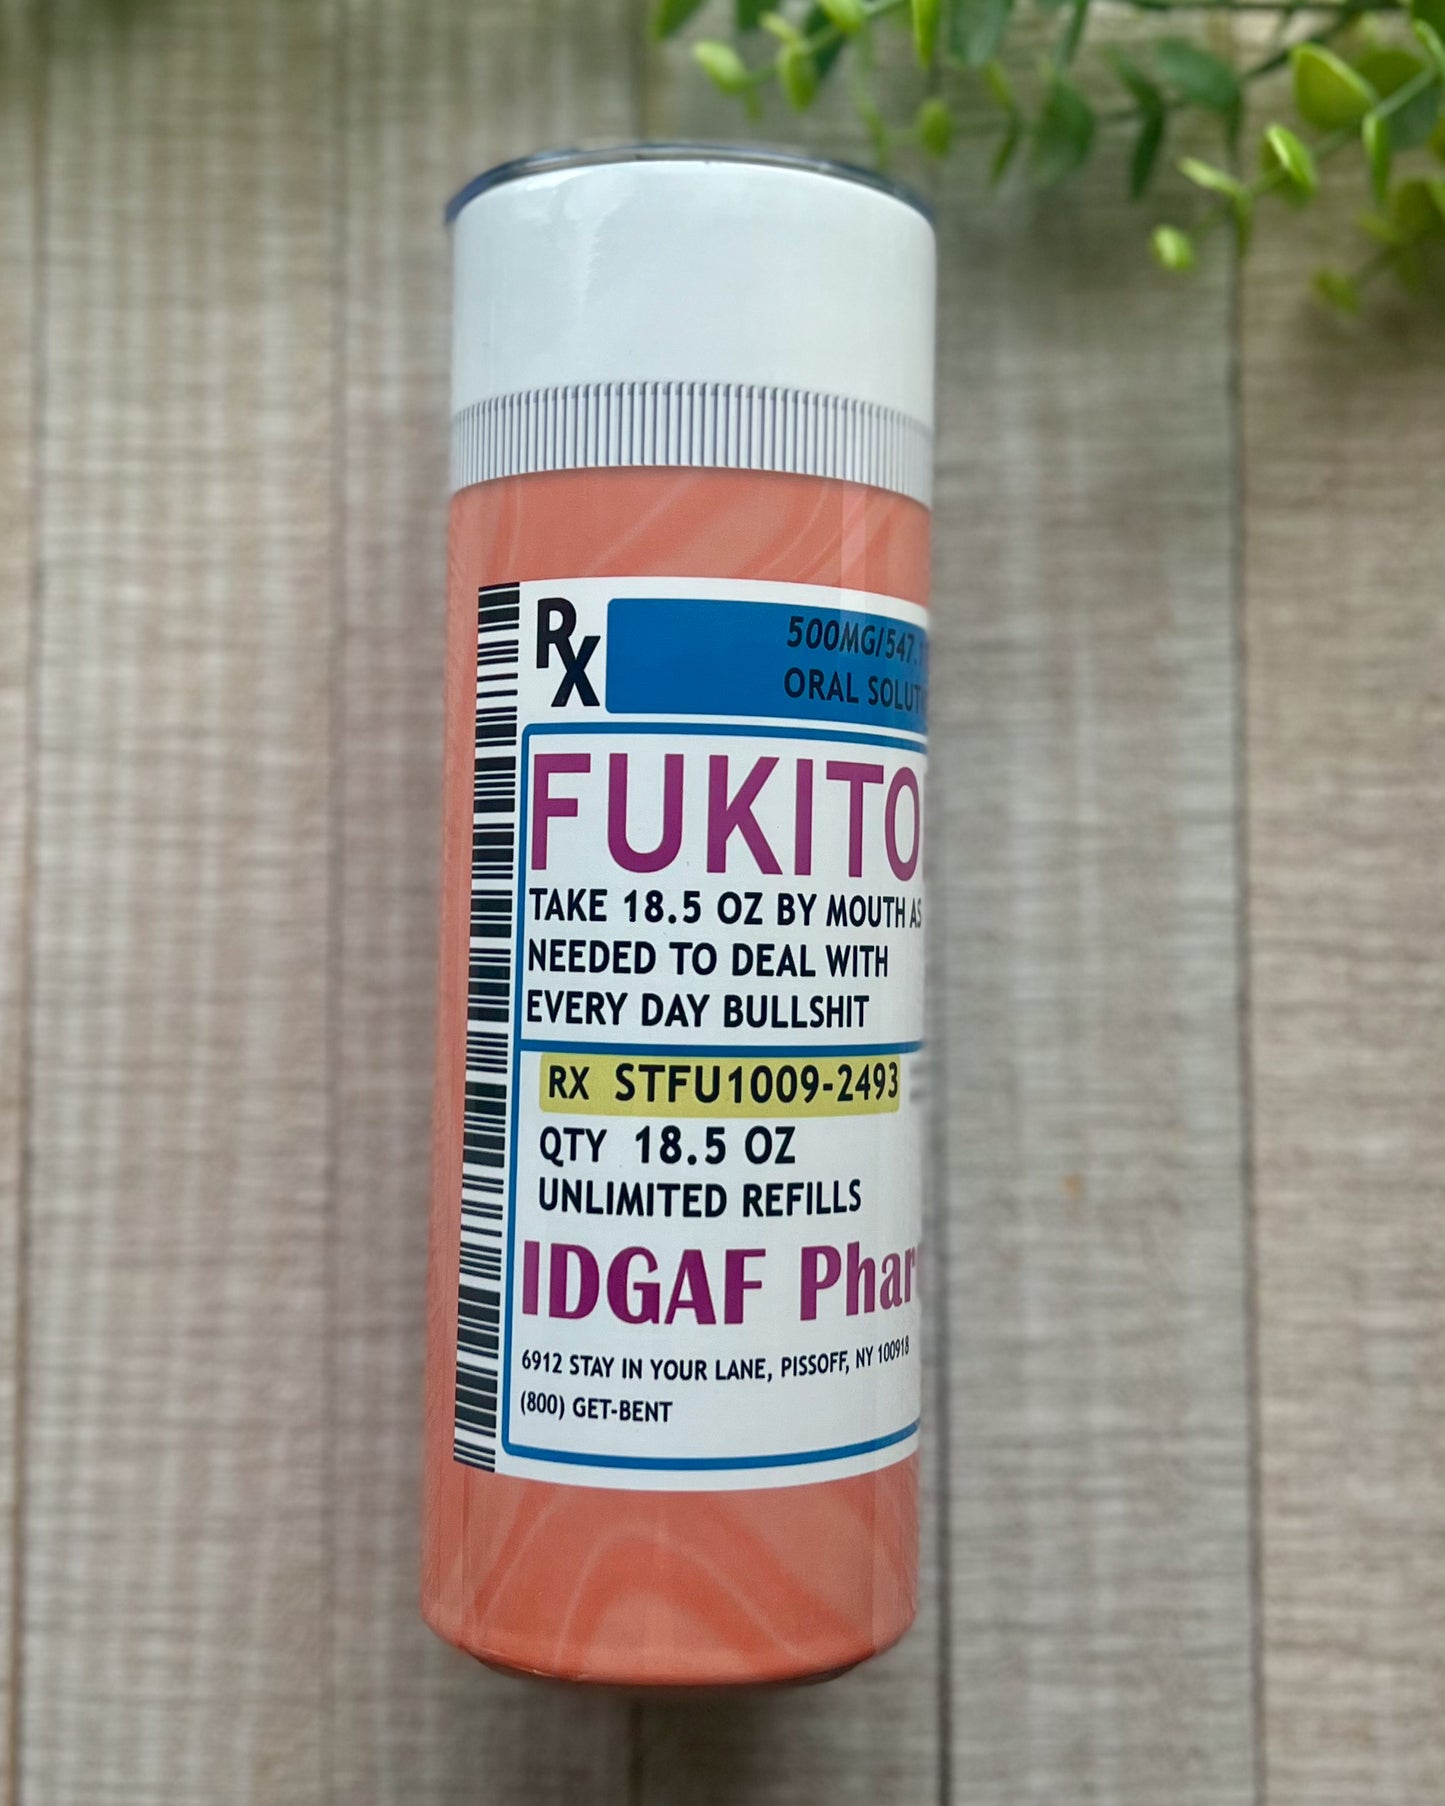 Rx
500MG/547.
ORAL SOLUT
FUKITO
TAKE 18.5 OZ BY MOUTH AS
NEEDED TO DEAL WITH
EVERY DAY BULLSHIT
RX STFU1009-2493
QTY 18.5 OZ
UNLIMITED REFILLS
IDGAF Phar
6912 STAY IN YOUR LANE, PISSOFF, NY 100918
(800) GET-BENT